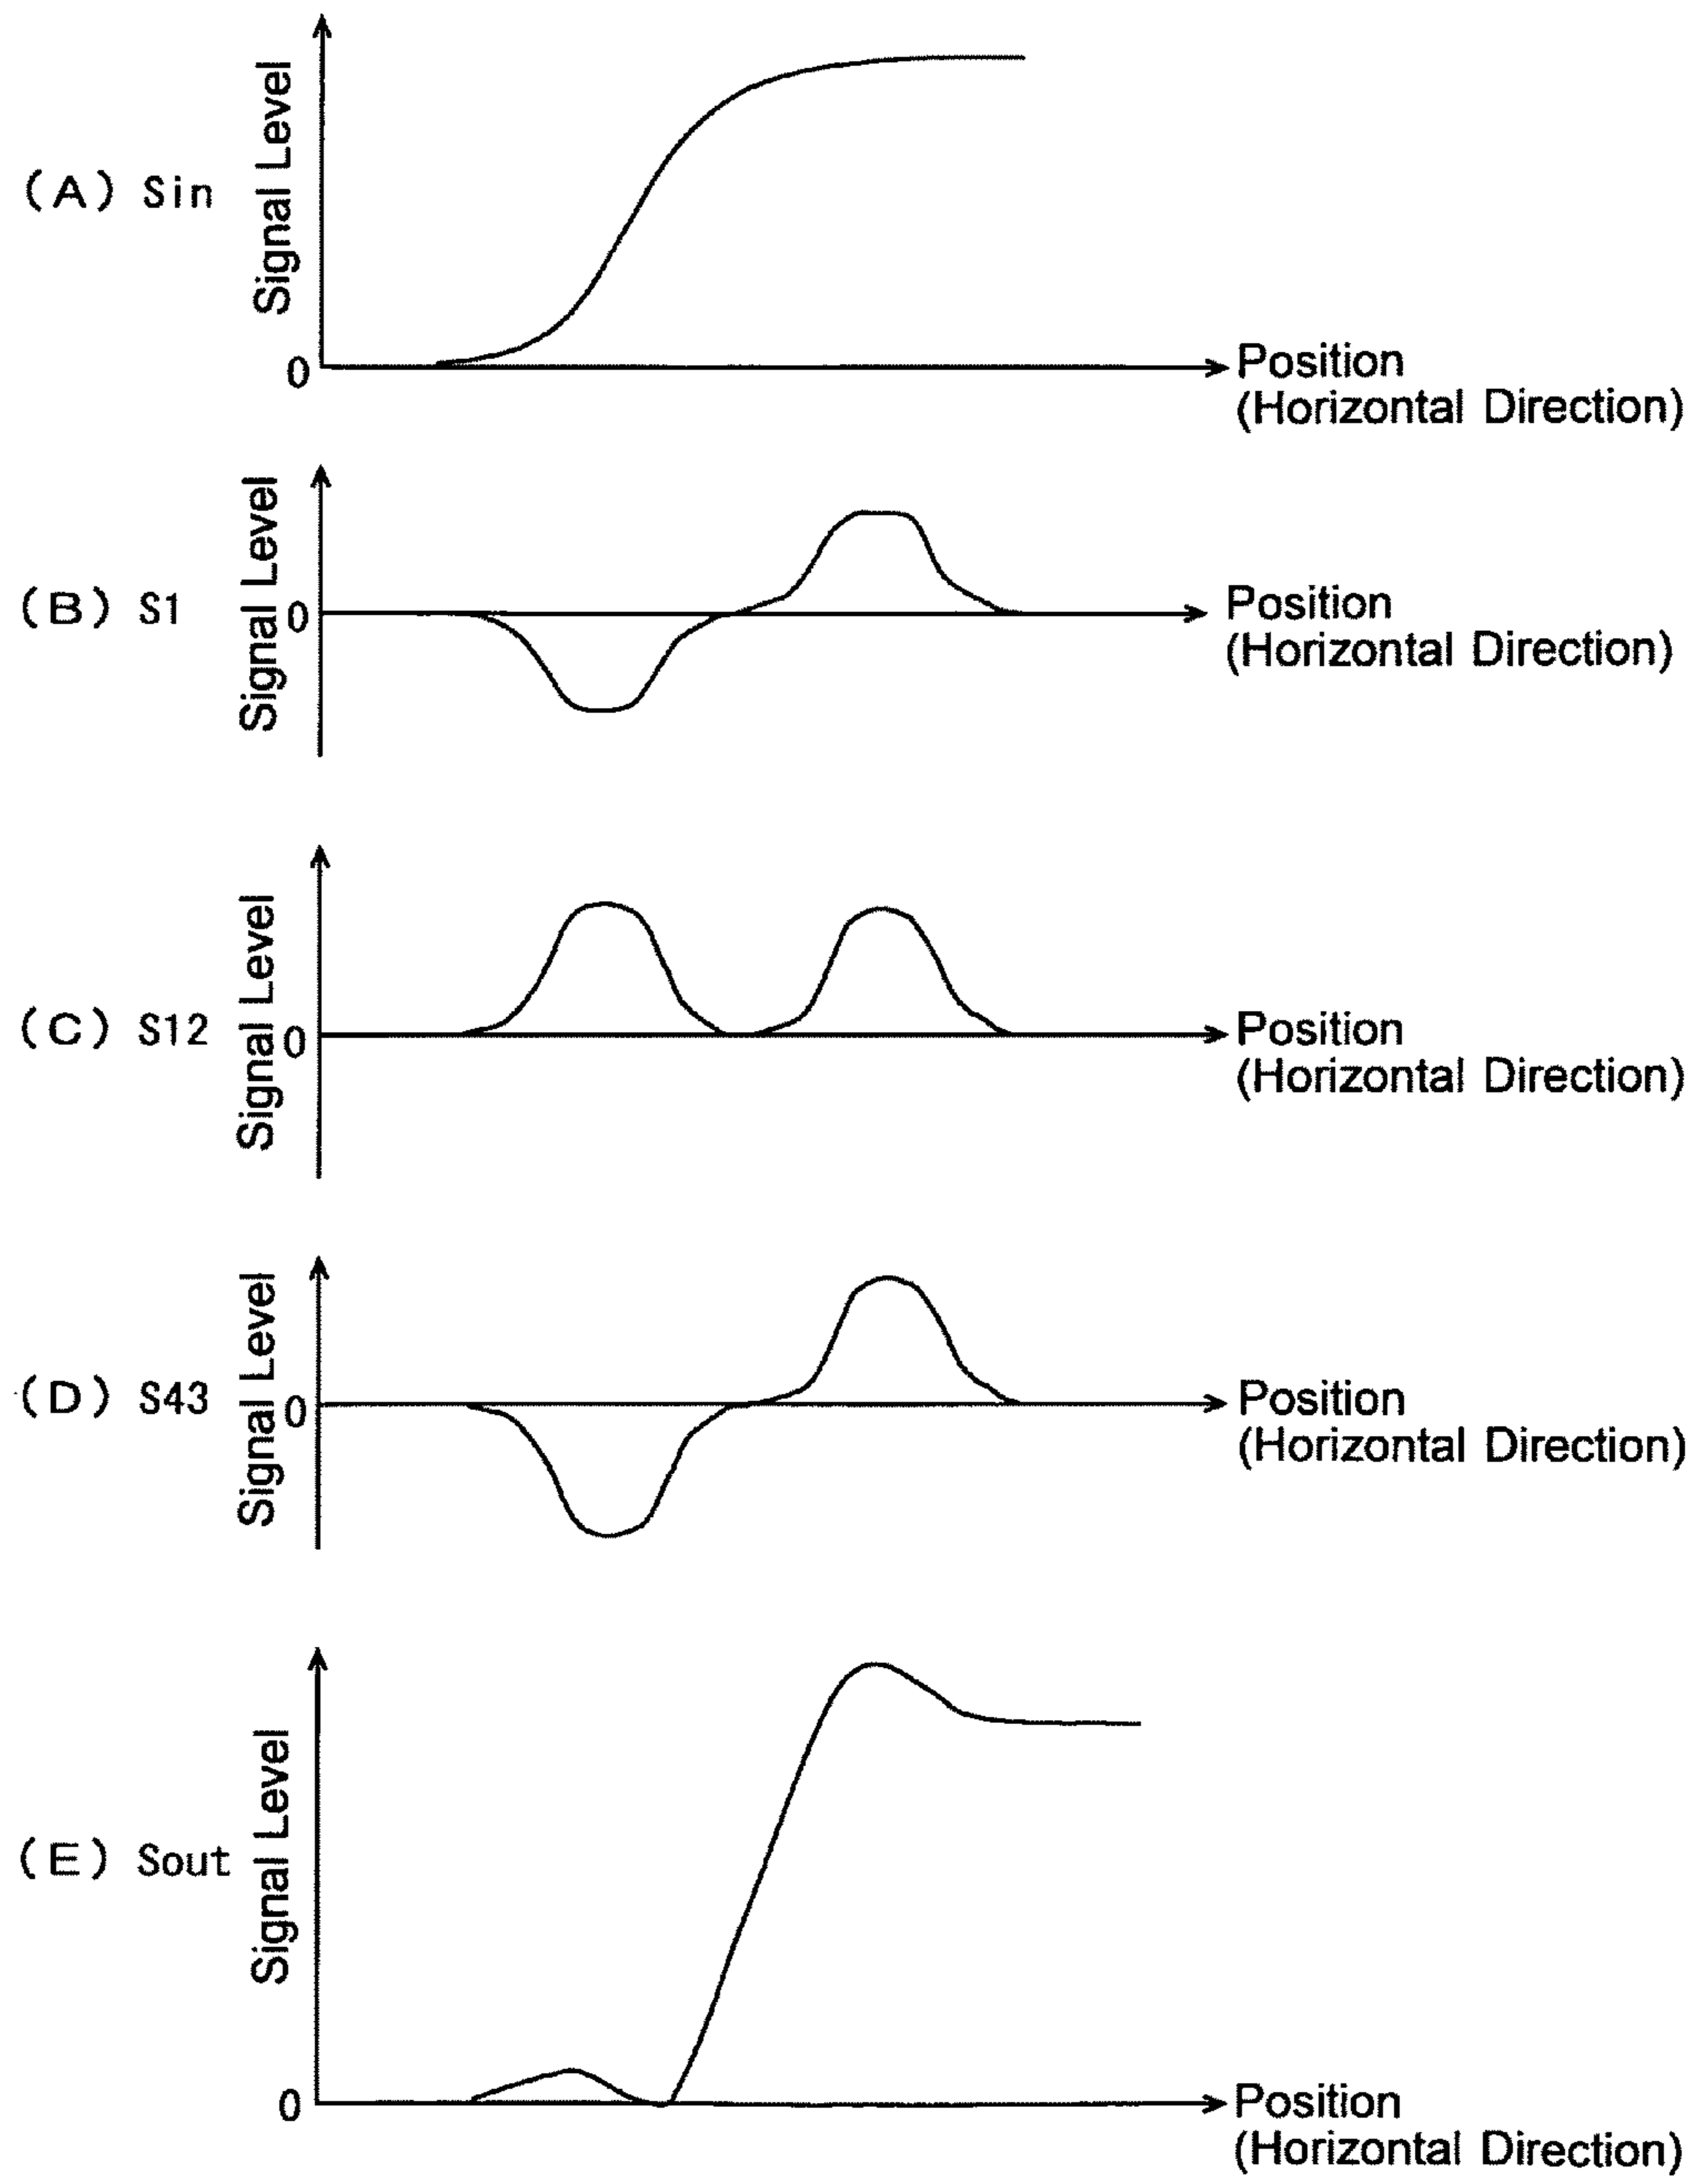 (A) Sin
Signal Level
0
Position
(Horizontal Direction)
(B) S1
Signal Level
0
Position
(Horizontal Direction)
(C) S12
Signal Level
0
Position
(Horizontal Direction)
(D) S43
Signal Level
0
Position
(Horizontal Direction)
(E) Sout
Signal Level
0
Position
(Horizontal Direction)